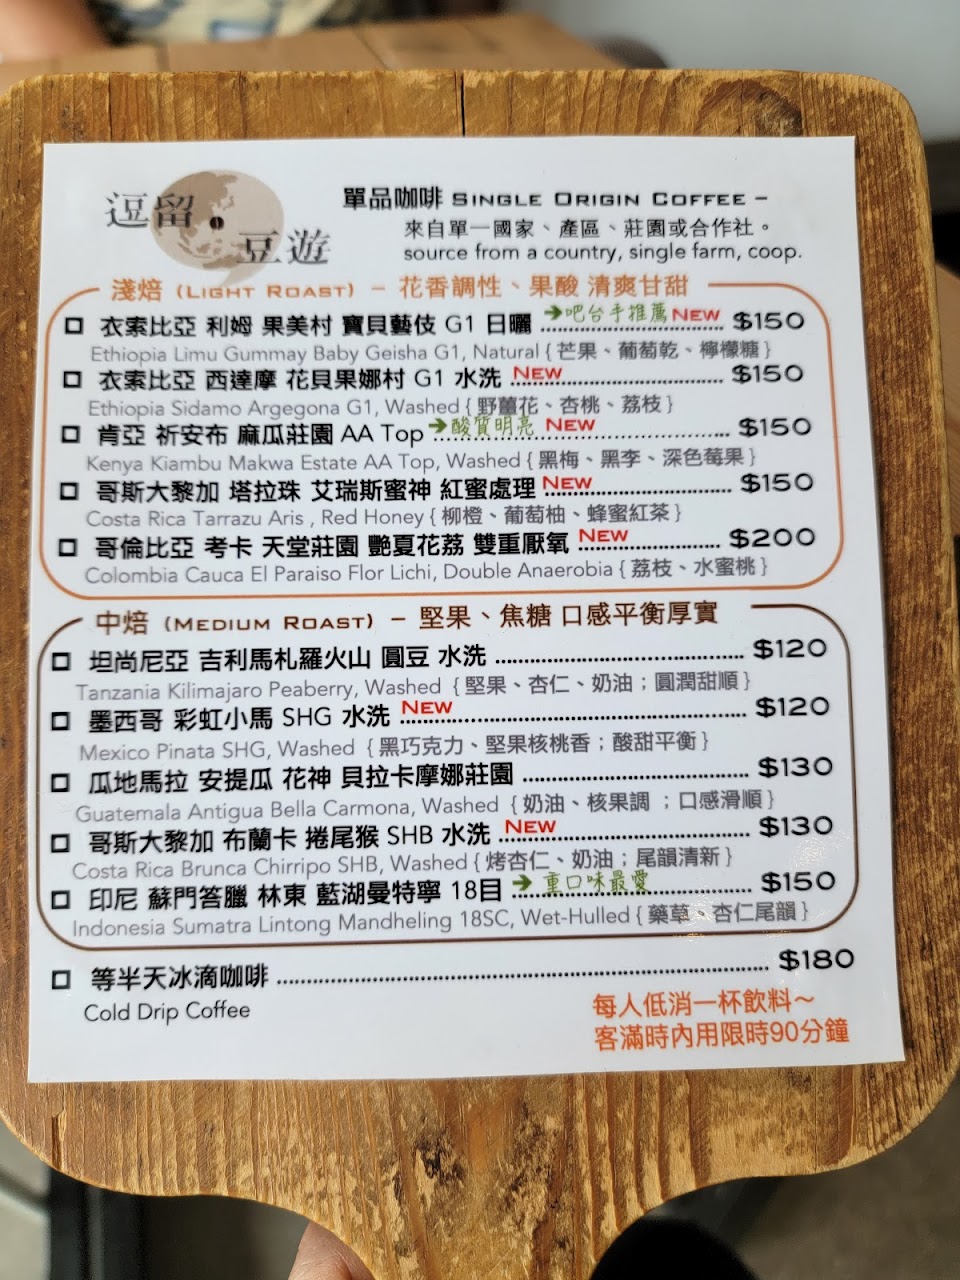 逗留
豆遊
單品咖啡 SINGLE ORIGIN COFFEE –
來自單一國家、產區、莊園或合作社。
source from a country, single farm, coop.
淺焙 (LIGHT ROAST) – 花香調性、果酸 清爽甘甜
衣索比亞 利姆 果美村 寶貝藝伎 G1 日曬 ➔吧台手推薦 NEW $150
Ethiopia Limu Gummay Baby Geisha G1, Natural { 芒果、葡萄乾、檸檬糖 }
衣索比亞 西達摩 花貝果娜村 G1 水洗 NEW $150
Ethiopia Sidamo Argegona G1, Washed { 野薑花、杏桃、荔枝 }
肯亞 祈安布 麻瓜莊園 AA Top ➔酸質明亮 NEW $150
Kenya Kiambu Makwa Estate AA Top, Washed { 黑梅、黑李、深色莓果 }
哥斯大黎加 塔拉珠 艾瑞斯蜜神 紅蜜處理 NEW $150
Costa Rica Tarrazu Aris , Red Honey { 柳橙、葡萄柚、蜂蜜紅茶 }
哥倫比亞 考卡 天堂莊園 艷夏花荔 雙重厭氧 NEW $200
Colombia Cauca El Paraiso Flor Lichi, Double Anaerobia { 荔枝、水蜜桃 }
中焙 (MEDIUM ROAST) – 堅果、焦糖 口感平衡厚實
坦尚尼亞 吉利馬札羅火山 圓豆 水洗 $120
Tanzania Kilimajaro Peaberry, Washed { 堅果、杏仁、奶油；圓潤甜順 }
墨西哥 彩虹小馬 SHG 水洗 NEW $120
Mexico Pinata SHG, Washed { 黑巧克力、堅果核桃香；酸甜平衡 }
瓜地馬拉 安提瓜 花神 貝拉卡摩娜莊園 $130
Guatemala Antigua Bella Carmona, Washed { 奶油、核果調 ；口感滑順 }
哥斯大黎加 布蘭卡 捲尾猴 SHB 水洗 NEW $130
Costa Rica Brunca Chirripo SHB, Washed { 烤杏仁、奶油；尾韻清新 }
印尼 蘇門答臘 林東 藍湖曼特寧 18目 ➔ 重口味最愛 $150
Indonesia Sumatra Lintong Mandheling 18SC, Wet-Hulled { 藥草、杏仁尾韻 }
等半天冰滴咖啡 $180
Cold Drip Coffee
每人低消一杯飲料～
客滿時內用限時90分鐘